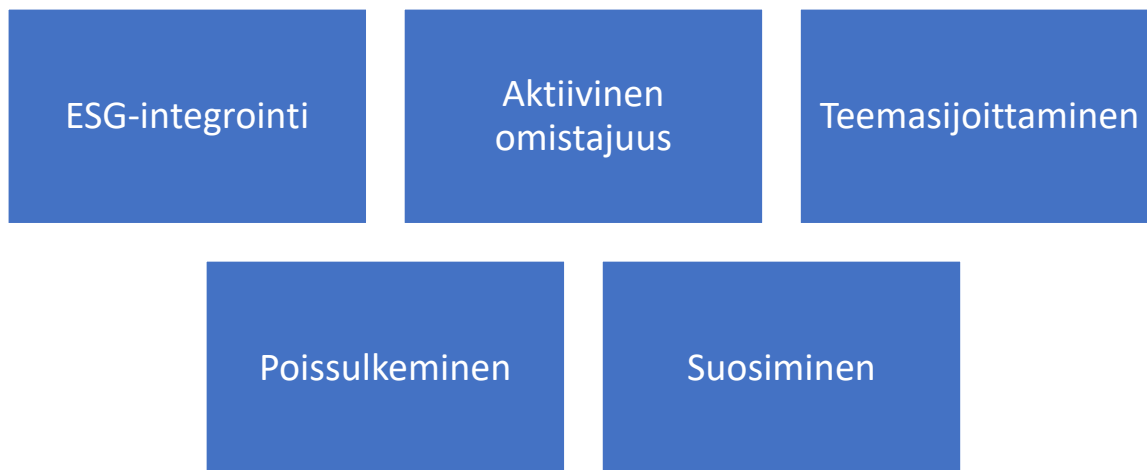 ESG-integrointi
Aktiivinen
omistajuus
Teemasijoittaminen
Poissulkeminen
Suosiminen